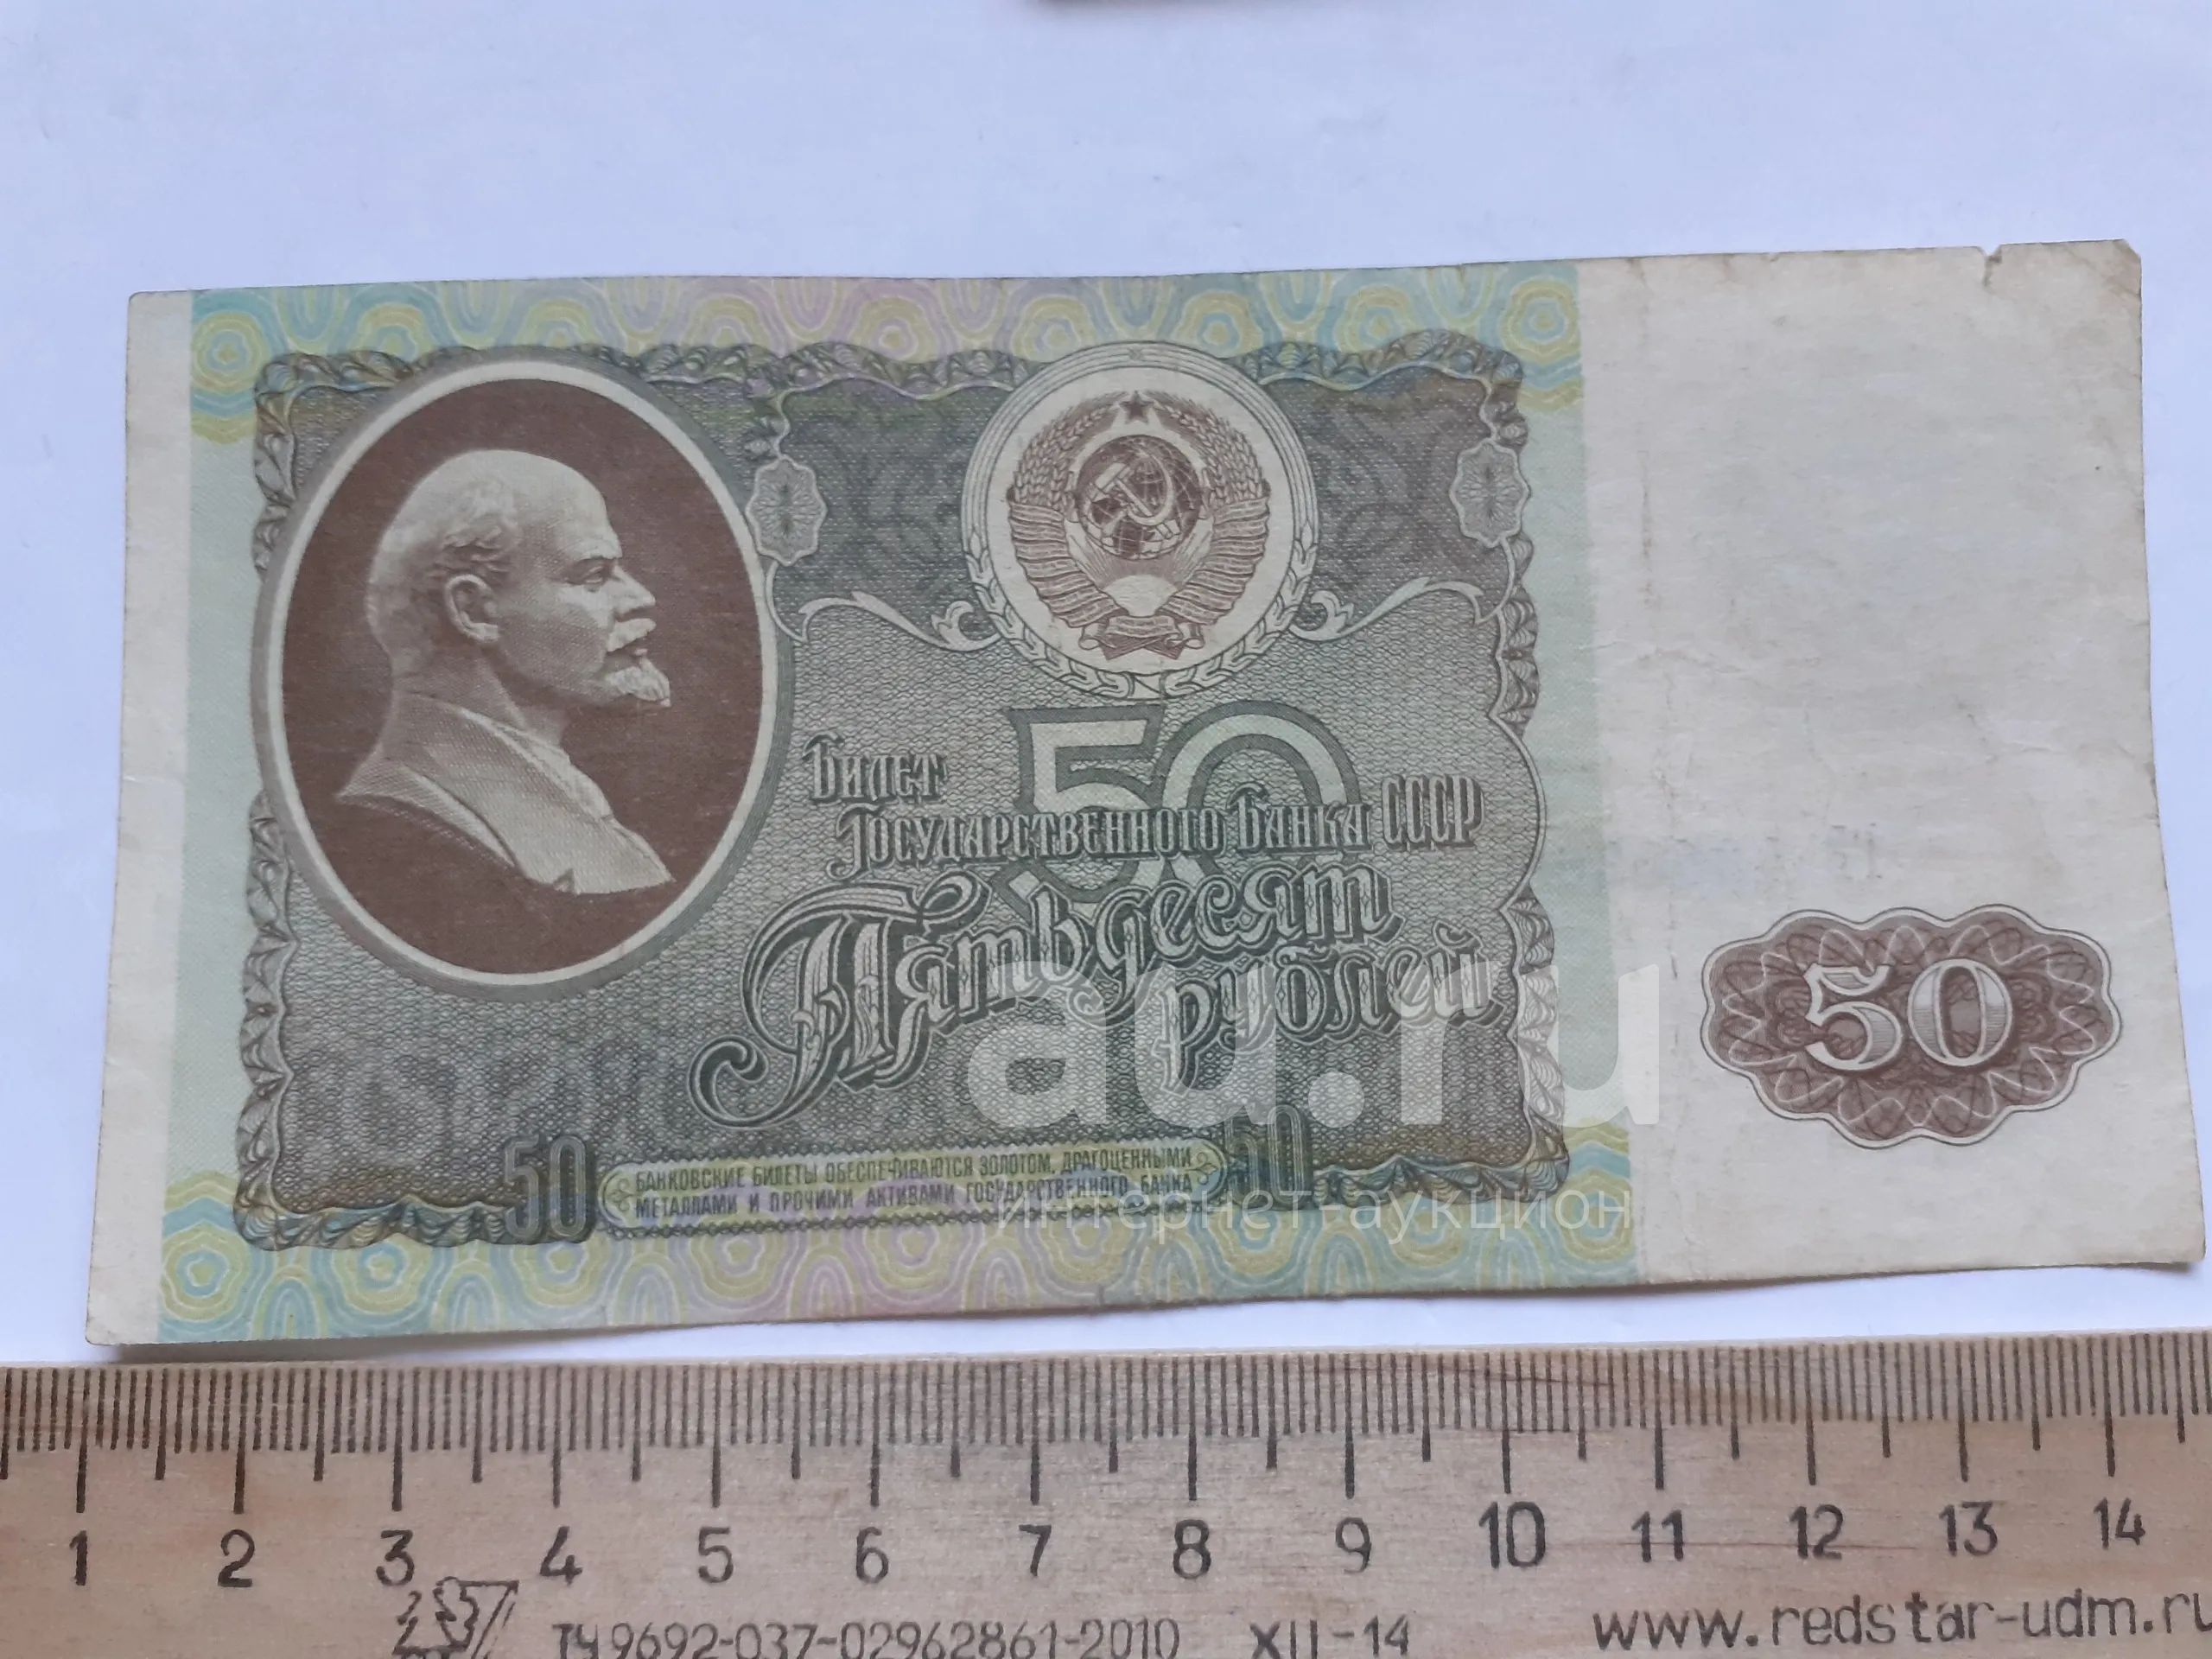 50
Билет
Государственного Банка СССР
Пятьдесят
рублей
50
au.ru
интернет-аукцион
50 БАНКОВСКИЕ БИЛЕТЫ ОБЕСПЕЧИВАЮТСЯ ЗОЛОТОМ, ДРАГОЦЕННЫМИ 50
МЕТАЛЛАМИ И ПРОЧИМИ АКТИВАМИ ГОСУДАРСТВЕННОГО БАНКА
1 2 3 4 5 6 7 8 9 10 11 12 13 14
ТУ 9692-037-02962861-2010 XII-14 www.redstar-udm.ru